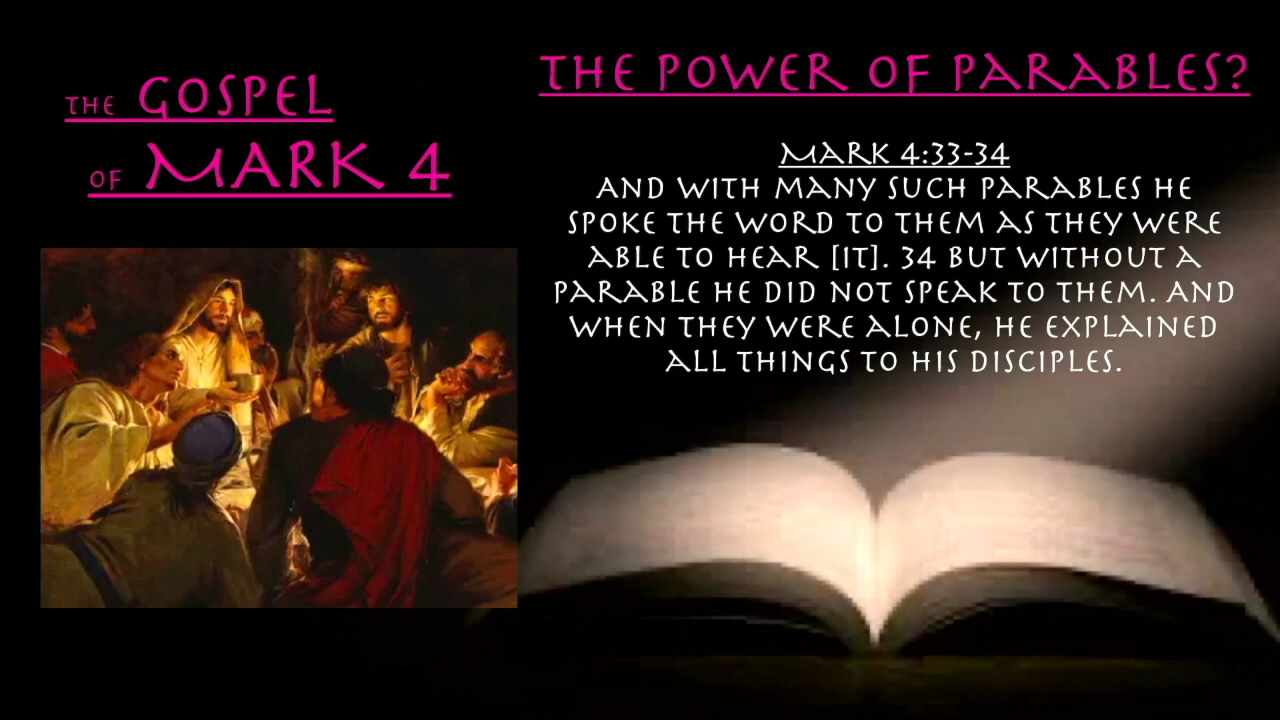 THE GOSPEL
OF MARK 4
THE POWER OF PARABLES?
MARK 4:33-34
AND WITH MANY SUCH PARABLES HE
SPOKE THE WORD TO THEM AS THEY WERE
ABLE TO HEAR [IT]. 34 BUT WITHOUT A
PARABLE HE DID NOT SPEAK TO THEM. AND
WHEN THEY WERE ALONE, HE EXPLAINED
ALL THINGS TO HIS DISCIPLES.